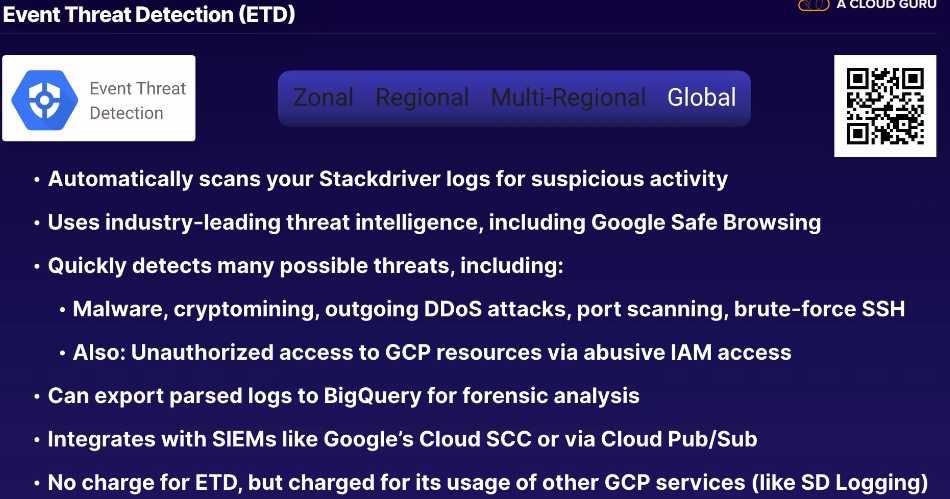 Event Threat Detection (ETD)
A CLOUD GURU
Event Threat
Detection
Zonal Regional Multi-Regional Global
• Automatically scans your Stackdriver logs for suspicious activity
• Uses industry-leading threat intelligence, including Google Safe Browsing
• Quickly detects many possible threats, including:
• Malware, cryptomining, outgoing DDoS attacks, port scanning, brute-force SSH
• Also: Unauthorized access to GCP resources via abusive IAM access
• Can export parsed logs to BigQuery for forensic analysis
• Integrates with SIEMs like Google’s Cloud SCC or via Cloud Pub/Sub
• No charge for ETD, but charged for its usage of other GCP services (like SD Logging)